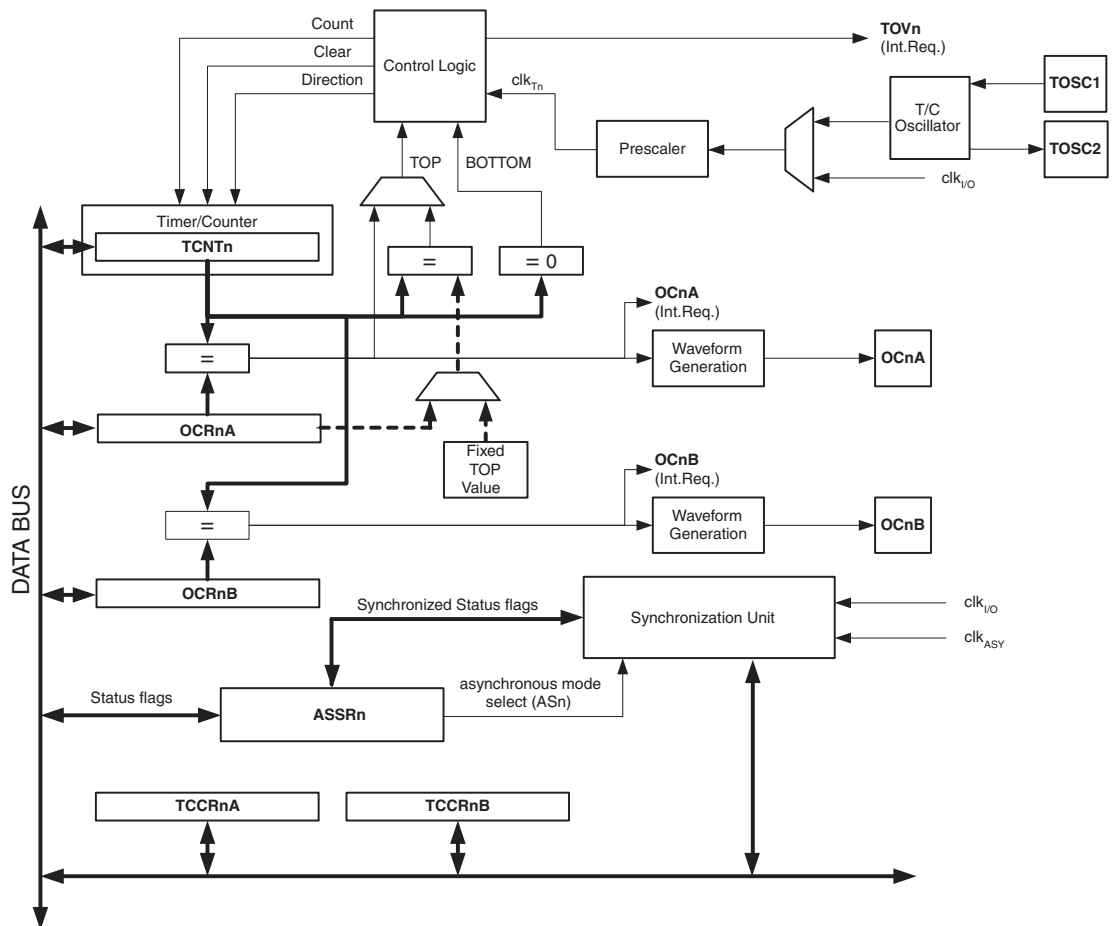 Count
Clear
Direction
Control Logic
TOVn
(Int.Req.)
clkTn
TOSC1
T/C
Oscillator
TOSC2
Prescaler
clkI/O
TOP
BOTTOM
Timer/Counter
TCNTn
=
= 0
OCnA
(Int.Req.)
=
Waveform
Generation
OCnA
OCRnA
Fixed
TOP
Value
OCnB
(Int.Req.)
=
Waveform
Generation
OCnB
DATA BUS
OCRnB
Synchronized Status flags
Synchronization Unit
clkI/O
clkASY
Status flags
ASSRn
asynchronous mode
select (ASn)
TCCRnA
TCCRnB